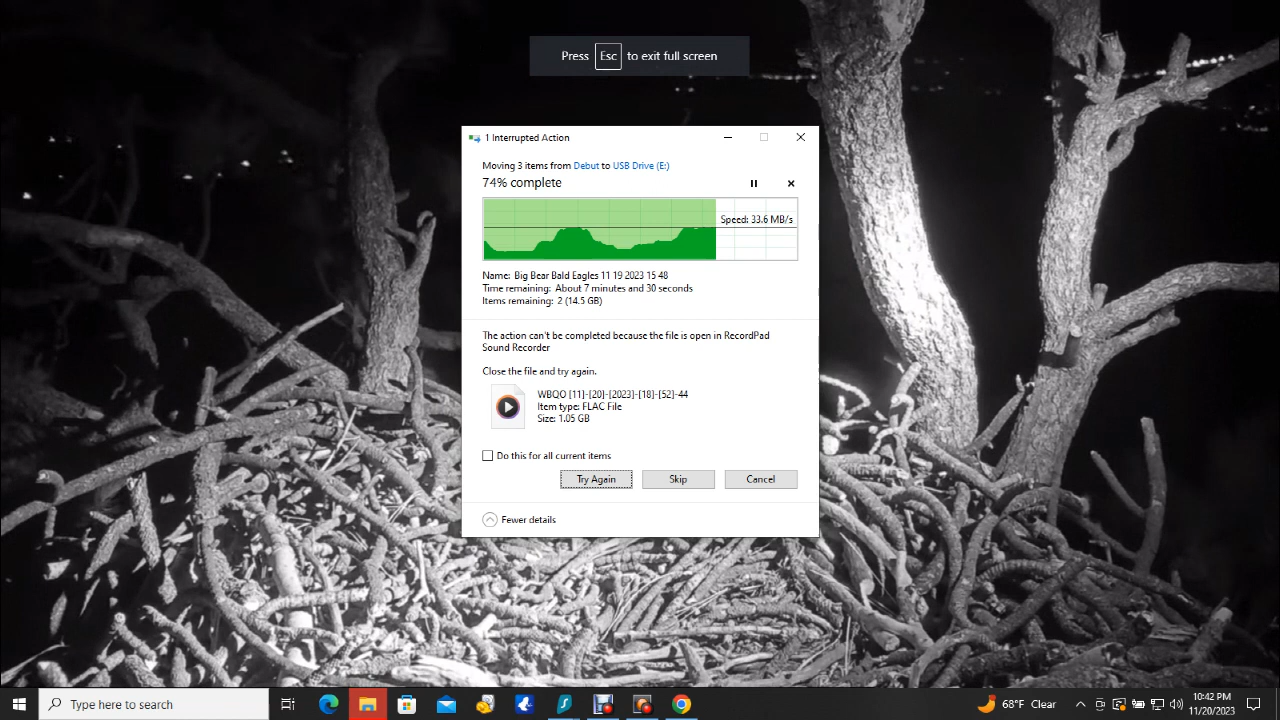 Press Esc to exit full screen
1 Interrupted Action
Moving 3 items from Debut to USB Drive (E:)
74% complete
Speed: 33.6 MB/s
Name: Big Bear Bald Eagles 11 19 2023 15 48
Time remaining: About 7 minutes and 30 seconds
Items remaining: 2 (14.5 GB)
The action can't be completed because the file is open in RecordPad
Sound Recorder
Close the file and try again.
WBQO [11]-[20]-[2023]-[18]-[52]-44
Item type: FLAC File
Size: 1.05 GB
Do this for all current items
Try Again Skip Cancel
Fewer details
Type here to search
68°F Clear
10:42 PM
11/20/2023